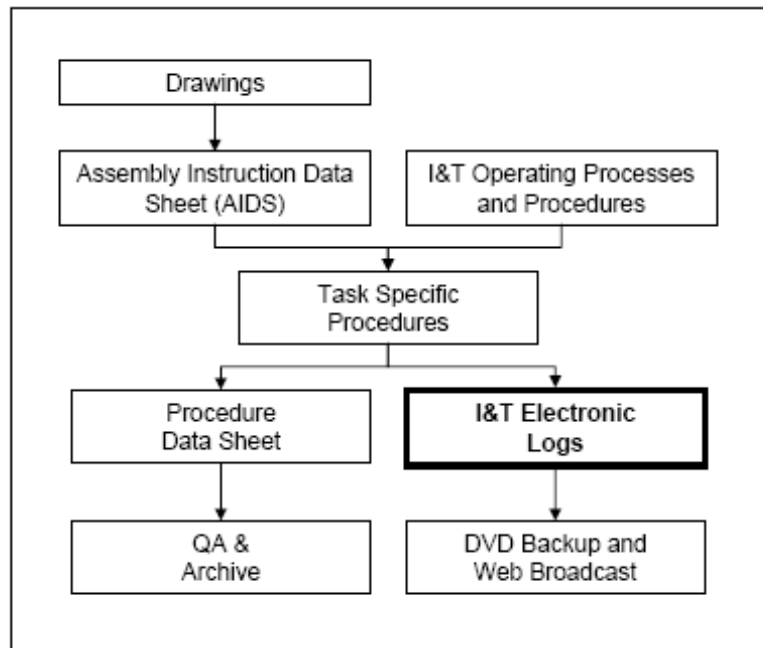 Drawings
Assembly Instruction Data
Sheet (AIDS)
I&T Operating Processes
and Procedures
Task Specific
Procedures
Procedure
Data Sheet
I&T Electronic
Logs
QA &
Archive
DVD Backup and
Web Broadcast